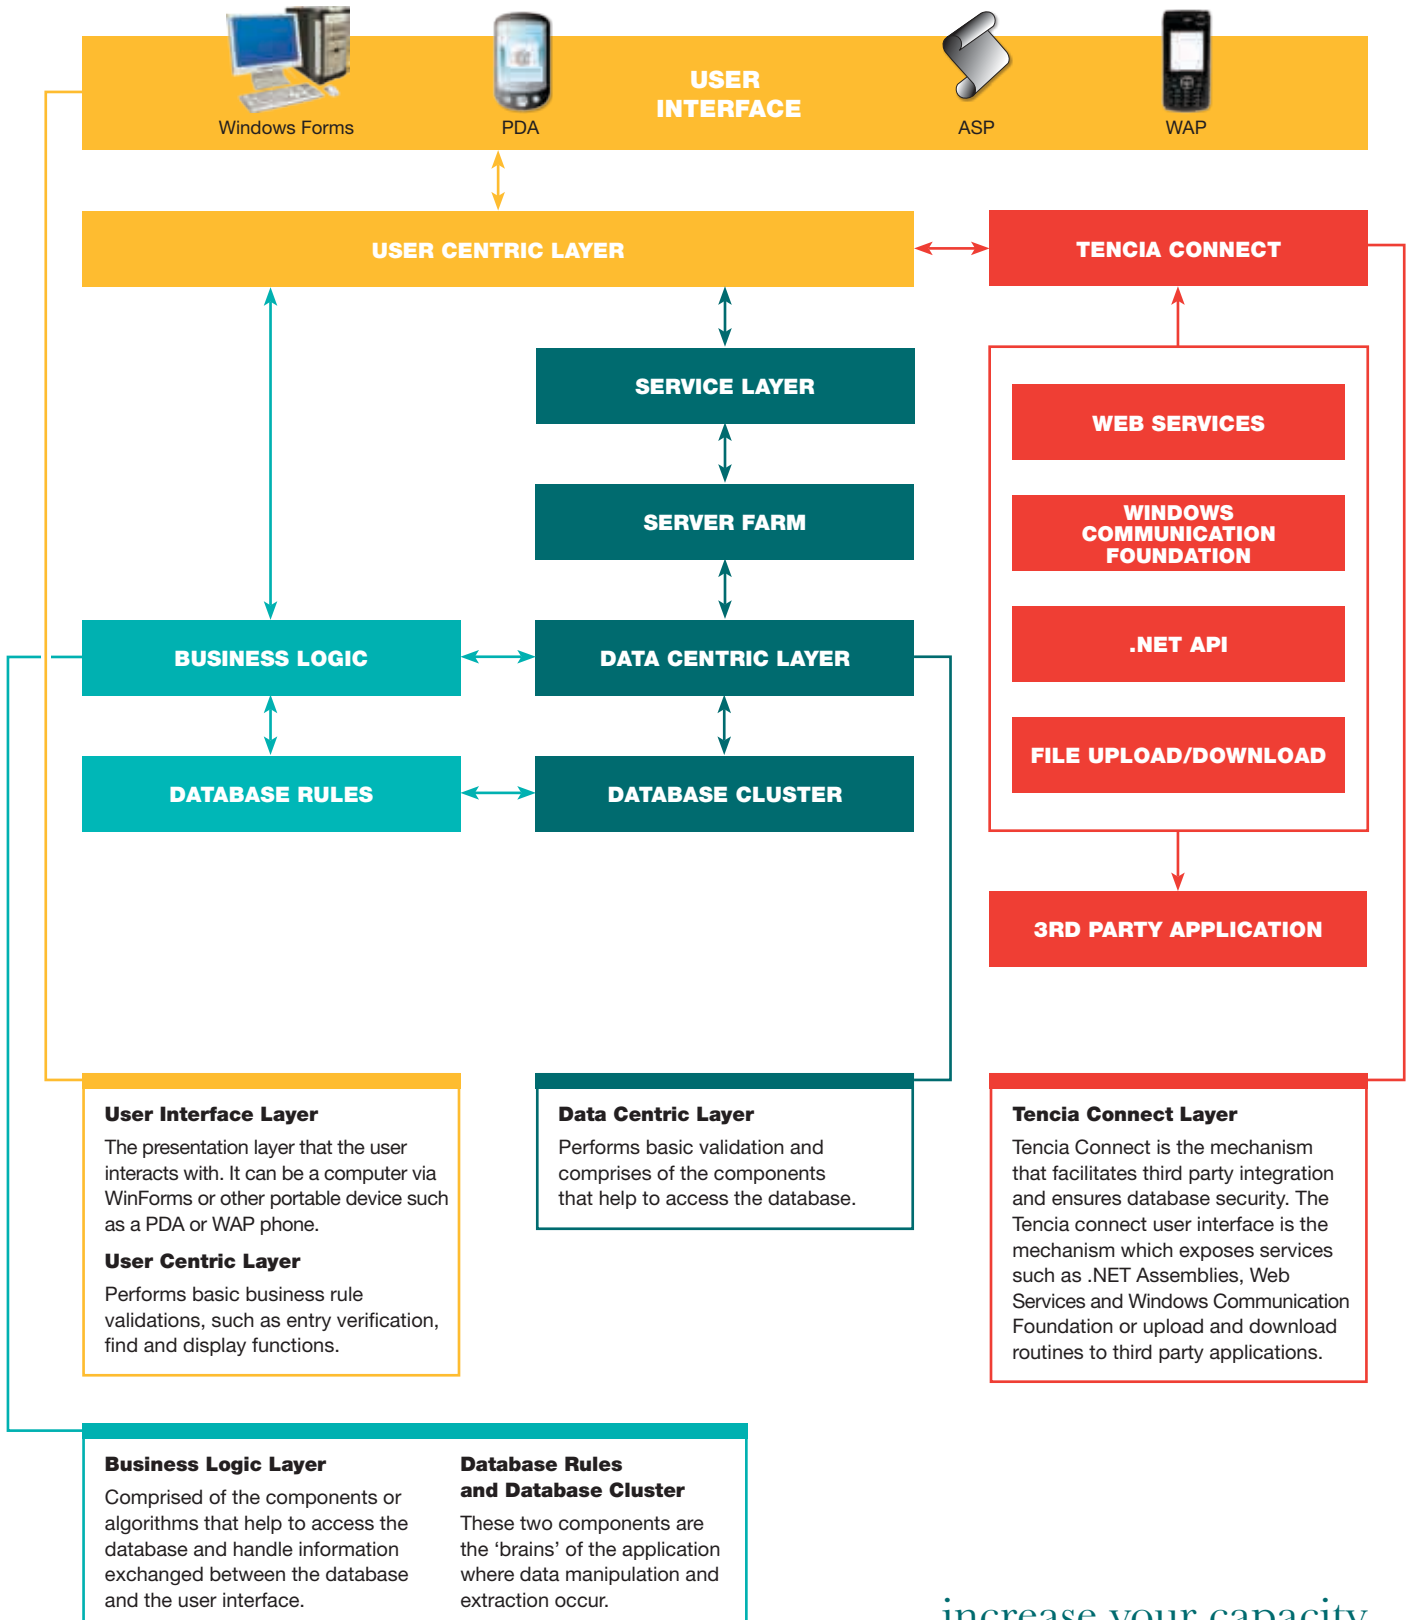 USER
INTERFACE
Windows Forms
PDA
ASP
WAP
USER CENTRIC LAYER
TENCIA CONNECT
SERVICE LAYER
WEB SERVICES
SERVER FARM
WINDOWS
COMMUNICATION
FOUNDATION
BUSINESS LOGIC
DATA CENTRIC LAYER
.NET API
DATABASE RULES
DATABASE CLUSTER
FILE UPLOAD/DOWNLOAD
3RD PARTY APPLICATION
User Interface Layer
The presentation layer that the user
interacts with. It can be a computer via
WinForms or other portable device such
as a PDA or WAP phone.
User Centric Layer
Performs basic business rule
validations, such as entry verification,
find and display functions.
Data Centric Layer
Performs basic validation and
comprises of the components
that help to access the database.
Tencia Connect Layer
Tencia Connect is the mechanism
that facilitates third party integration
and ensures database security. The
Tencia connect user interface is the
mechanism which exposes services
such as .NET Assemblies, Web
Services and Windows Communication
Foundation or upload and download
routines to third party applications.
Business Logic Layer
Comprised of the components or
algorithms that help to access the
database and handle information
exchanged between the database
and the user interface.
Database Rules
and Database Cluster
These two components are
the ‘brains’ of the application
where data manipulation and
extraction occur.
increase your capacity